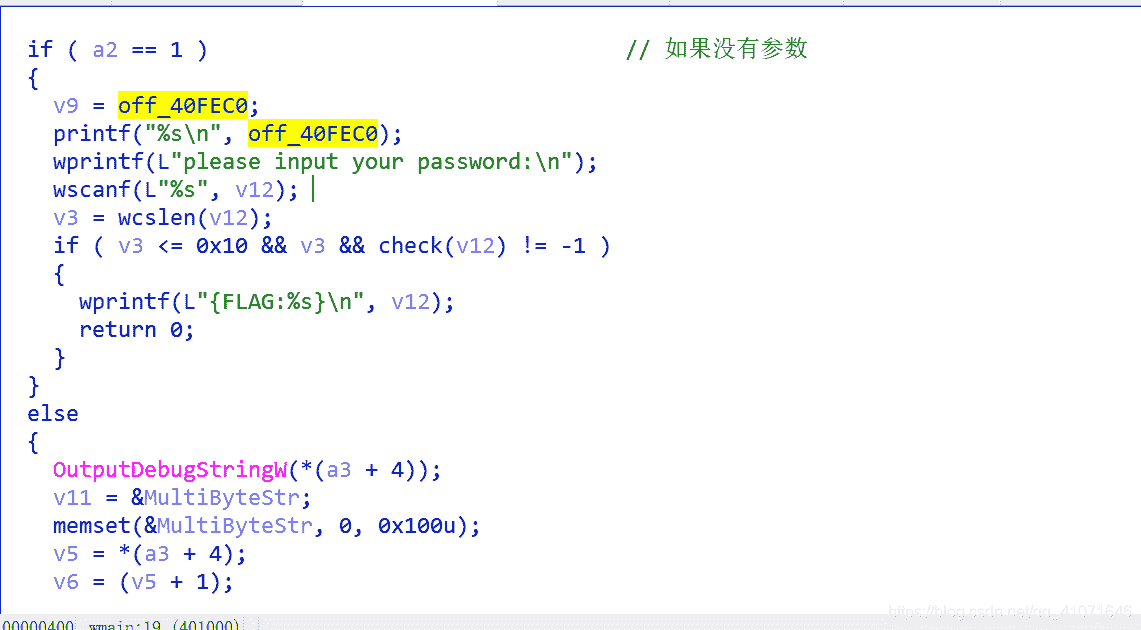 if ( a2 == 1 ) // 如果没有参数
{
v9 = off_40FEC0;
printf("%s\n", off_40FEC0);
wprintf(L"please input your password:\n");
wscanf(L"%s", v12);
v3 = wcslen(v12);
if ( v3 <= 0x10 && v3 && check(v12) != -1 )
{
wprintf(L"{FLAG:%s}\n", v12);
return 0;
}
}
else
{
OutputDebugStringW(*(a3 + 4));
v11 = &MultiByteStr;
memset(&MultiByteStr, 0, 0x100u);
v5 = *(a3 + 4);
v6 = (v5 + 1);
https://blog.csdn.net/qq_41071646
00000400 wmain:19 (401000)